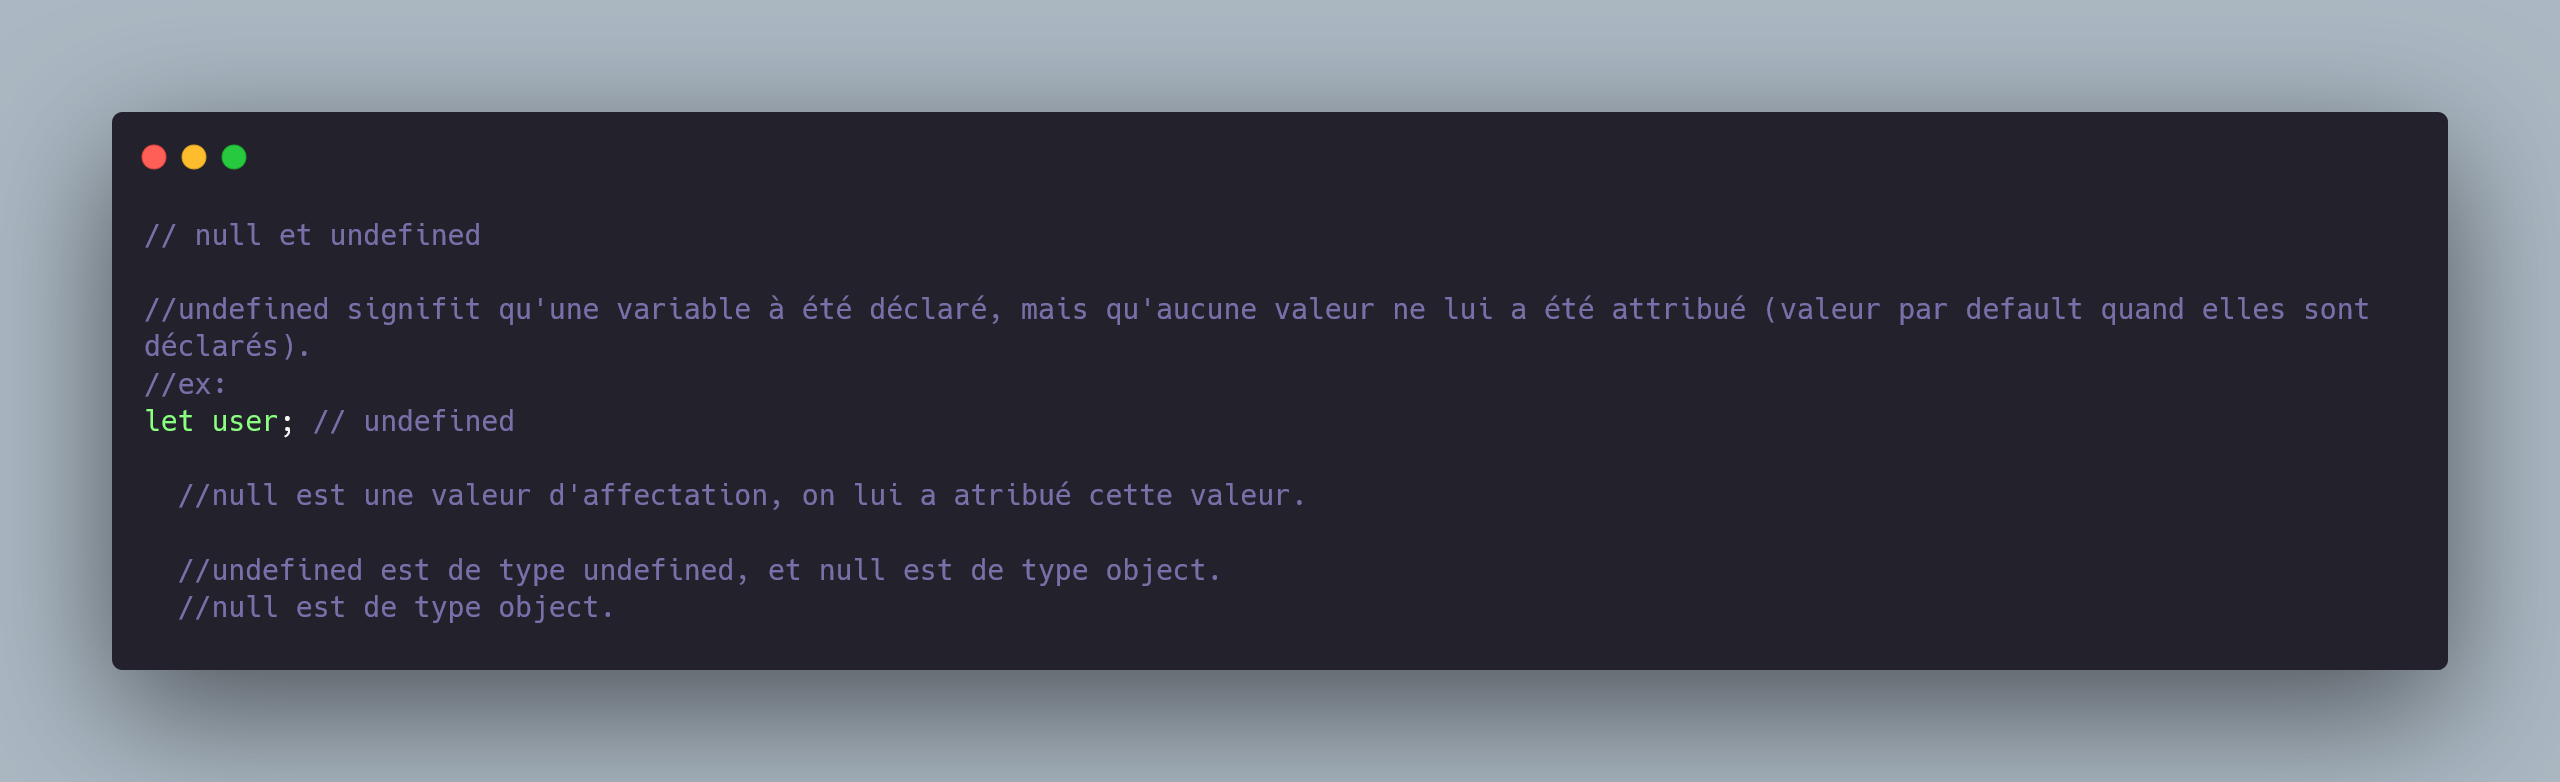 // null et undefined
//undefined signifit qu'une variable à été déclaré, mais qu'aucune valeur ne lui a été attribué (valeur par default quand elles sont
déclarés).
//ex:
let user; // undefined
//null est une valeur d'affectation, on lui a atribué cette valeur.
//undefined est de type undefined, et null est de type object.
//null est de type object.